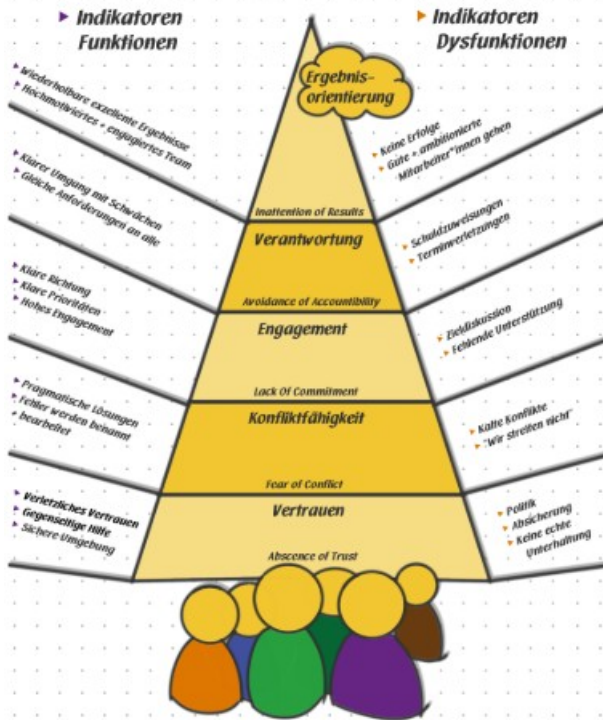 Indikatoren
Funktionen
Indikatoren
Dysfunktionen
Ergebnis-
orientierung
Inattention of Results
Wiederholbare exzellente Ergebnisse
Hochmotiviertes + engagiertes Team
Keine Erfolge
Gute + ambitionierte
Mitarbeiter*innen gehen
Verantwortung
Avoidance of Accountibility
Klarer Umgang mit Schwächen
Gleiche Anforderungen an alle
Schuldzuweisungen
Terminverletzungen
Engagement
Lack Of Commitment
Klare Richtung
Klare Prioritäten
Hohes Engagement
Zieldiskussion
Fehlende Unterstützung
Konfliktfähigkeit
Fear of Conflict
Pragmatische Lösungen
Fehler werden benannt
+ bearbeitet
Kalte Konflikte
"Wir streiten nicht"
Vertrauen
Abscence of Trust
Verletzliches Vertrauen
Gegenseitige Hilfe
Sichere Umgebung
Politik
Absicherung
Keine echte
Unterhaltung